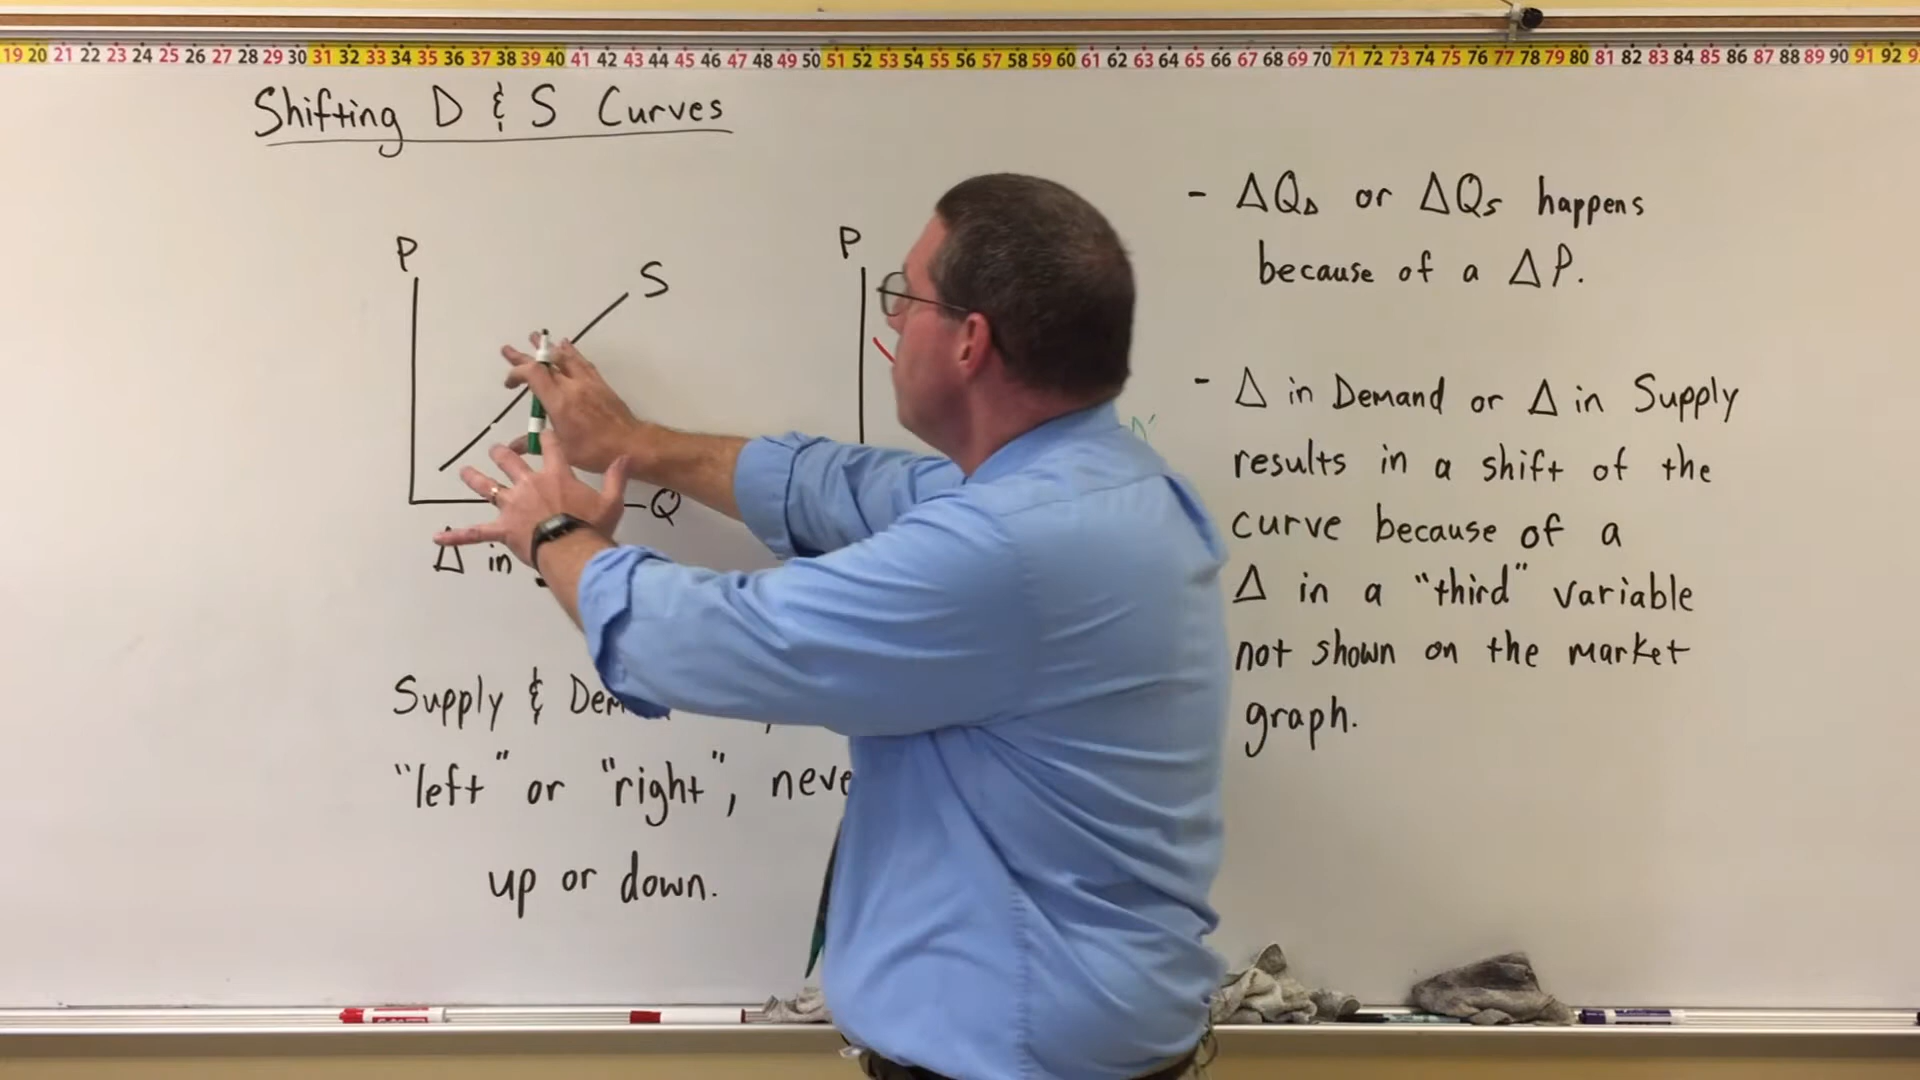 19 20 21 22 23 24 25 26 27 28 29 30 31 32 33 34 35 36 37 38 39 40 41 42 43 44 45 46 47 48 49 50 51 52 53 54 55 56 57 58 59 60 61 62 63 64 65 66 67 68 69 70 71 72 73 74 75 76 77 78 79 80 81 82 83 84 85 86 87 88 89 90 91 92
Shifting D & S Curves
P
S
Q
Δ in
P
D'
Supply & De
"left" or "right",
up or down.
- ΔQD or ΔQS happens
because of a ΔP.
- Δ in Demand or Δ in Supply
results in a shift of the
curve because of a
Δ in a "third" variable
not shown on the market
graph.